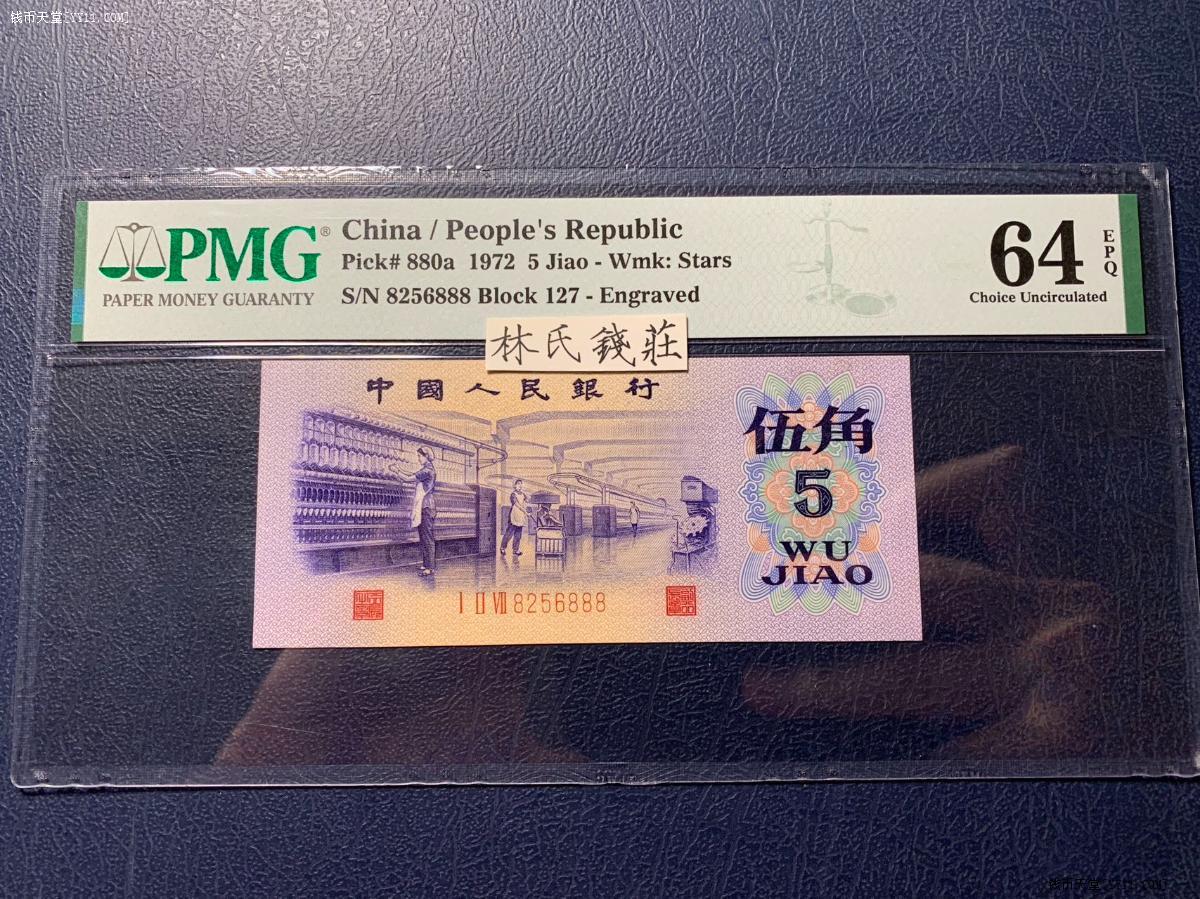 钱币天堂[YY11.COM]
PMG®
PAPER MONEY GUARANTY
China / People's Republic
Pick# 880a 1972 5 Jiao - Wmk: Stars
S/N 8256888 Block 127 - Engraved
64
EPQ
Choice Uncirculated
林氏錢莊
中國人民銀行
伍角
5
WU
JIAO
I II VII 8256888